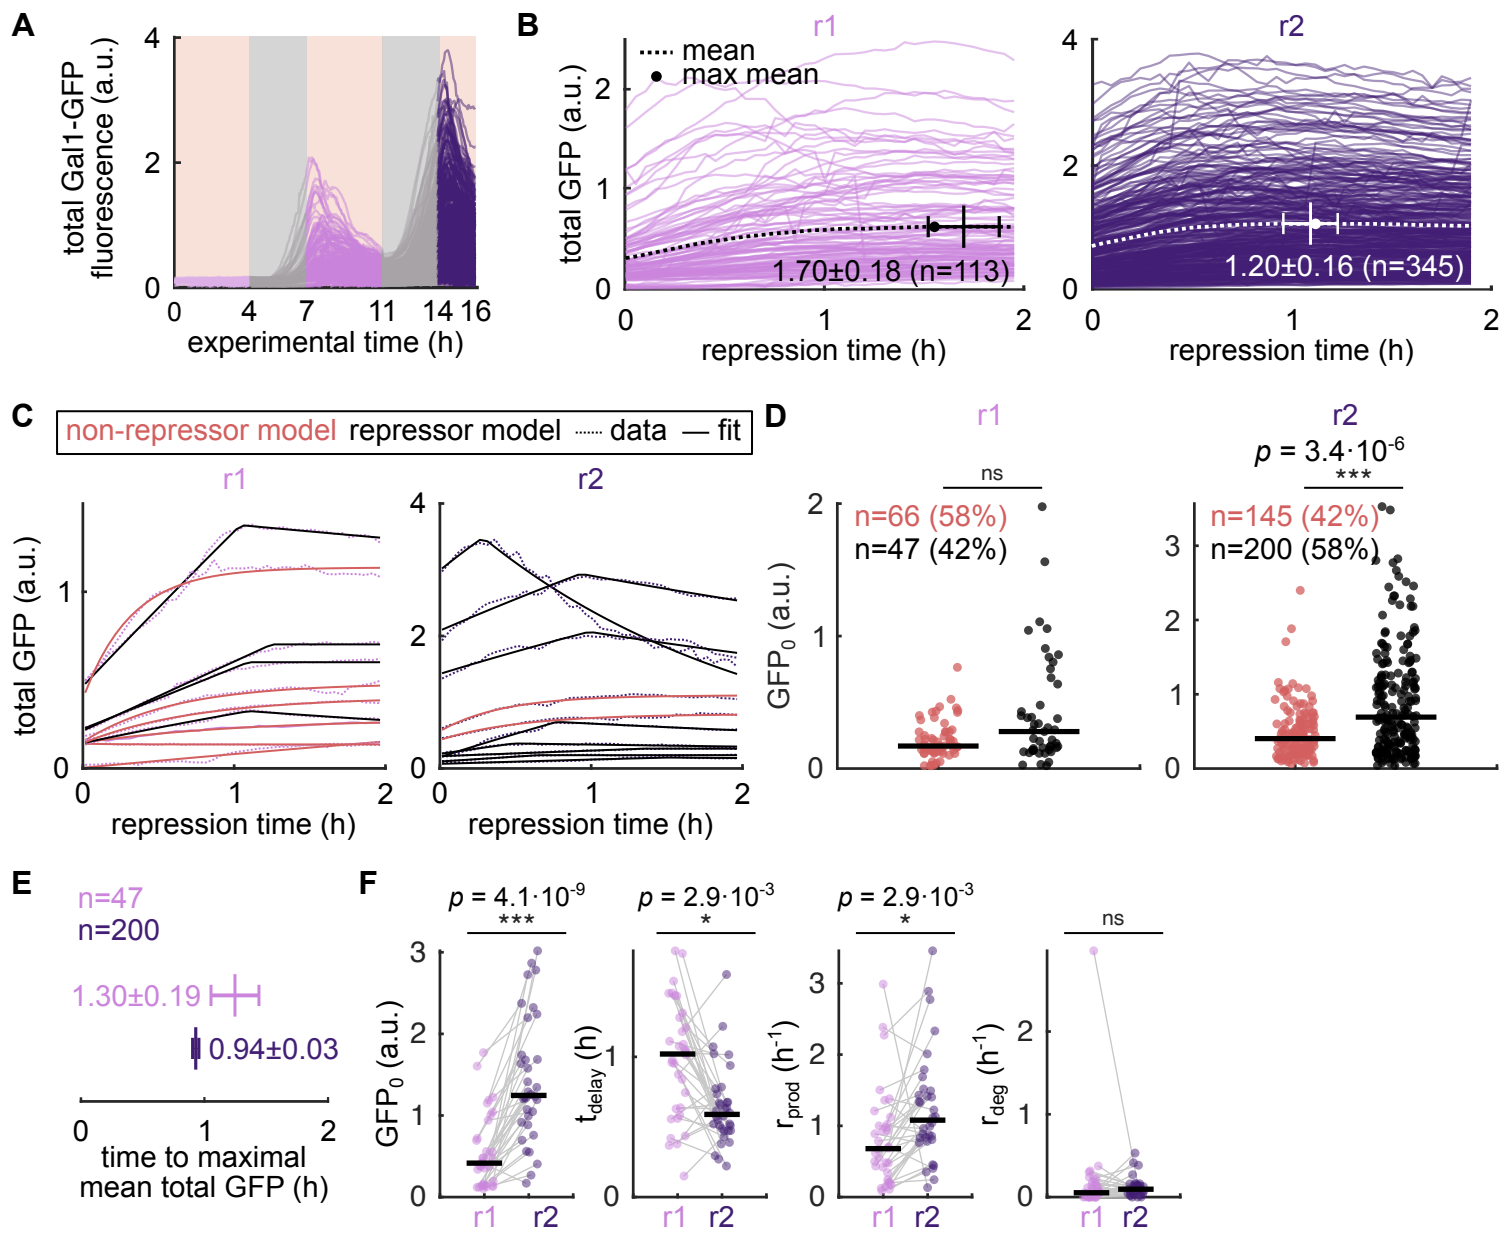 A
total Gal1-GFP
fluorescence (a.u.)
4
2
0
0 4 7 11 14 16
experimental time (h)
B
r1
mean
max mean
total GFP (a.u.)
2
1
0
1.70±0.18 (n=113)
0 1 2
repression time (h)
r2
4
2
0
1.20±0.16 (n=345)
0 1 2
repression time (h)
C
non-repressor model repressor model data fit
r1
total GFP (a.u.)
1
0
0 1 2
repression time (h)
r2
4
2
0
0 1 2
repression time (h)
D
r1
ns
n=66 (58%)
n=47 (42%)
GFP0 (a.u.)
2
1
0
r2
p = 3.4·10-6
***
n=145 (42%)
n=200 (58%)
3
2
1
0
E
n=47
n=200
1.30±0.19
0.94±0.03
0 1 2
time to maximal
mean total GFP (h)
F
p = 4.1·10-9
***
GFP0 (a.u.)
3
2
1
0
r1 r2
p = 2.9·10-3
*
tdelay (h)
1
0
r1 r2
p = 2.9·10-3
*
rprod (h-1)
3
2
1
0
r1 r2
ns
rdeg (h-1)
2
1
0
r1 r2